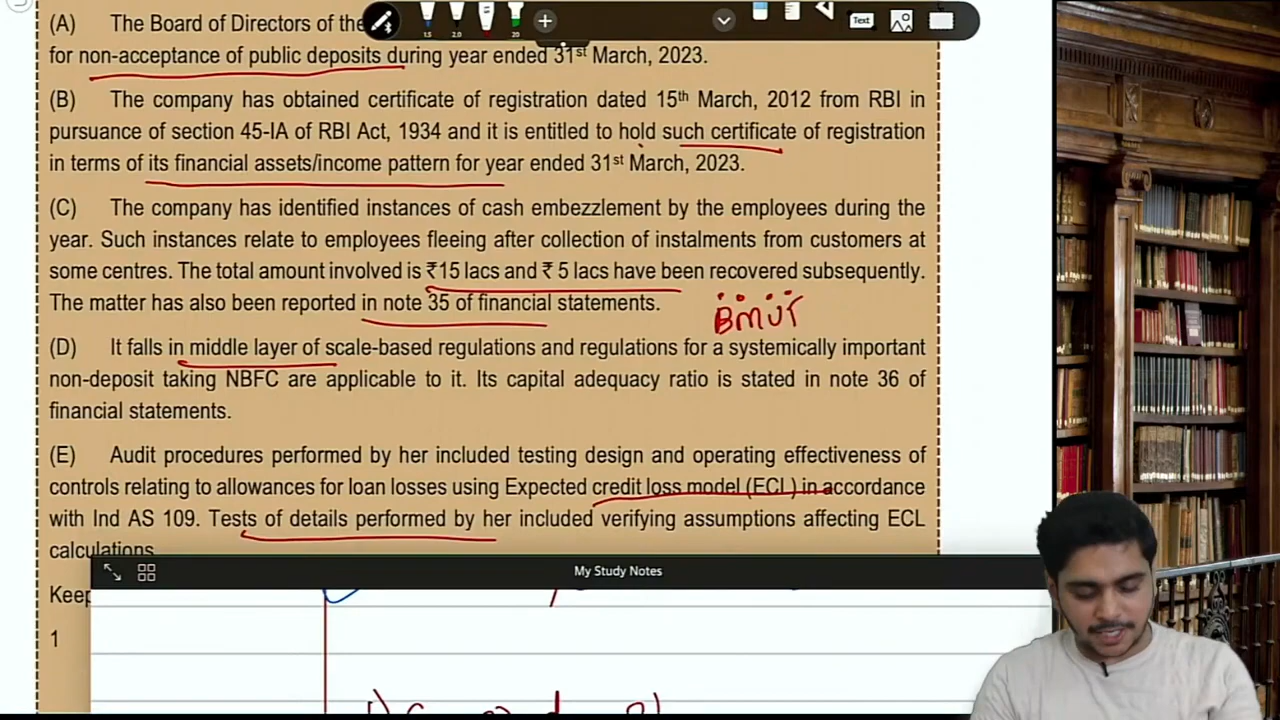 (A) The Board of Directors of the
for non-acceptance of public deposits during year ended 31st March, 2023.
(B) The company has obtained certificate of registration dated 15th March, 2012 from RBI in
pursuance of section 45-IA of RBI Act, 1934 and it is entitled to hold such certificate of registration
in terms of its financial assets/income pattern for year ended 31st March, 2023.
(C) The company has identified instances of cash embezzlement by the employees during the
year. Such instances relate to employees fleeing after collection of instalments from customers at
some centres. The total amount involved is ₹15 lacs and ₹ 5 lacs have been recovered subsequently.
The matter has also been reported in note 35 of financial statements.
BMUT
(D) It falls in middle layer of scale-based regulations and regulations for a systemically important
non-deposit taking NBFC are applicable to it. Its capital adequacy ratio is stated in note 36 of
financial statements.
(E) Audit procedures performed by her included testing design and operating effectiveness of
controls relating to allowances for loan losses using Expected credit loss model (ECL) in accordance
with Ind AS 109. Tests of details performed by her included verifying assumptions affecting ECL
calculations
Keep
1
My Study Notes
1.5 2.0 20
Text